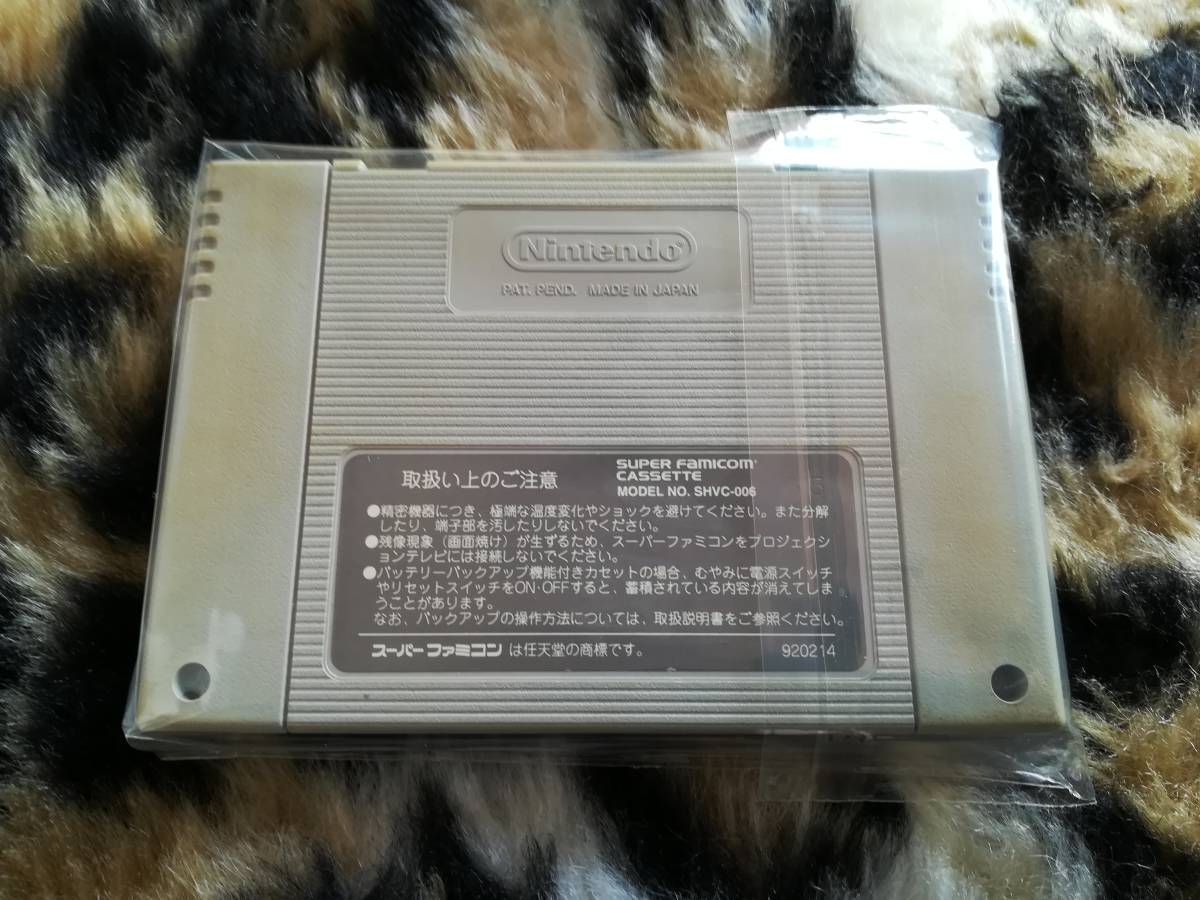 Nintendo®
PAT. PEND. MADE IN JAPAN
取扱い上のご注意
SUPER FAMICOM
CASSETTE
MODEL NO. SHVC-006
●精密機器につき、極端な温度変化やショックを避けてください。また分解
したり、端子部を汚したりしないでください。
●残像現象（画面焼け）が生ずるため、スーパーファミコンをプロジェクシ
ョンテレビには接続しないでください。
●バッテリーバックアップ機能付きカセットの場合、むやみに電源スイッチ
やリセットスイッチをON・OFFすると、蓄積されている内容が消えてしま
うことがあります。
なお、バックアップの操作方法については、取扱説明書をご参照ください。
スーパーファミコン は任天堂の商標です。 920214